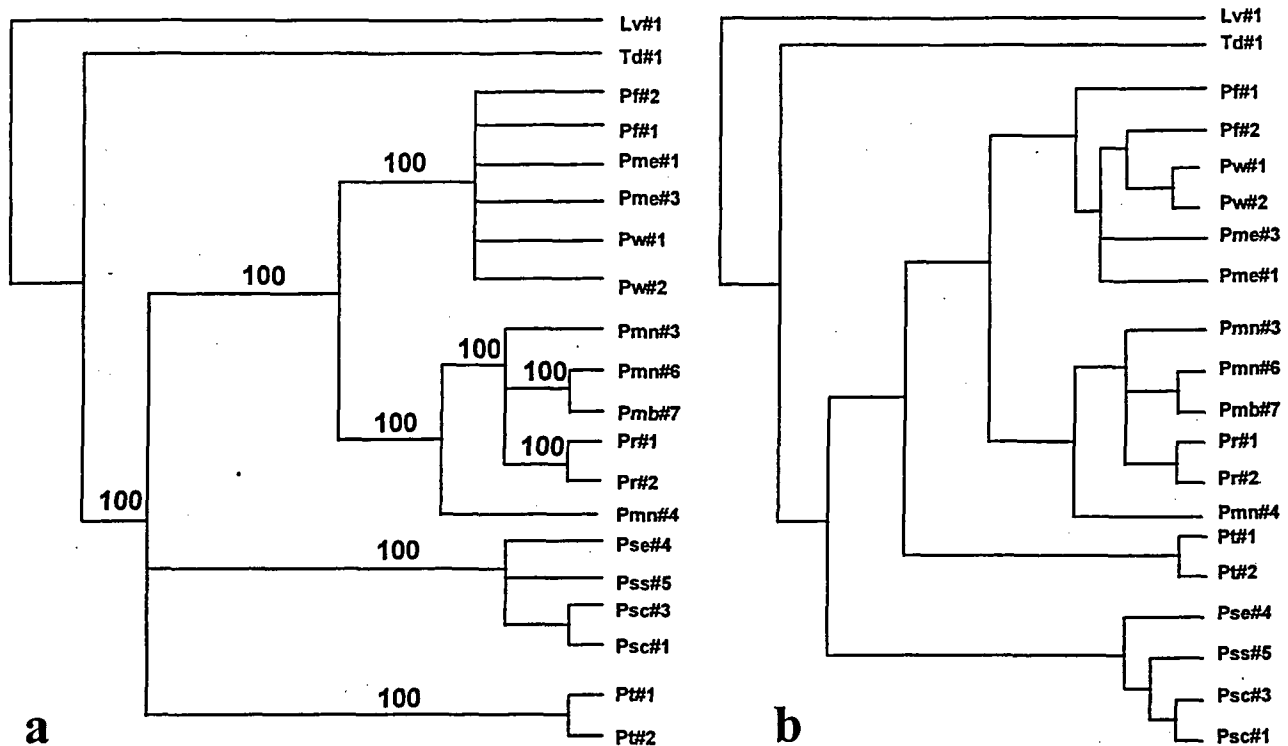 Lv#1
Td#1
Pf#2
Pf#1
100
Pme#1
Pme#3
Pw#1
100
Pw#2
Pmn#3
100
100
Pmn#6
Pmb#7
100
100
Pr#1
Pr#2
100
Pmn#4
Pse#4
100
Pss#5
Psc#3
Psc#1
100
Pt#1
Pt#2
a
Lv#1
Td#1
Pf#1
Pf#2
Pw#1
Pw#2
Pme#3
Pme#1
Pmn#3
Pmn#6
Pmb#7
Pr#1
Pr#2
Pmn#4
Pt#1
Pt#2
Pse#4
Pss#5
Psc#3
Psc#1
b